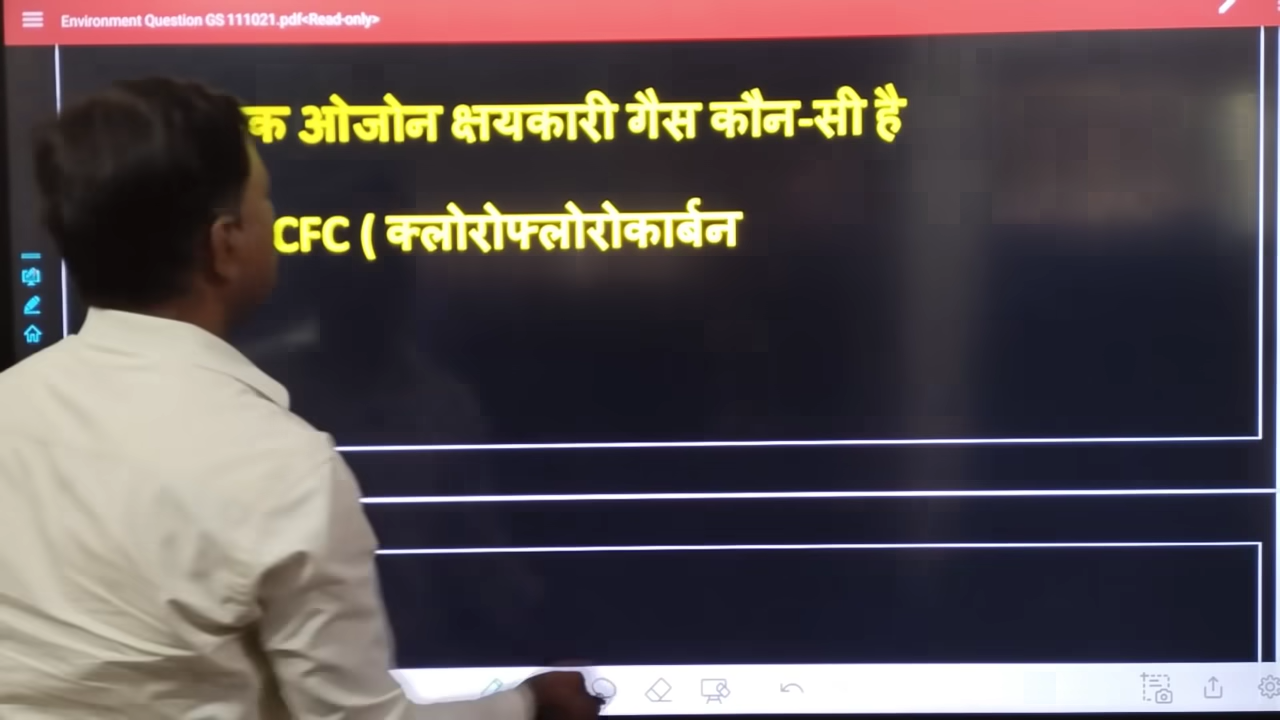 Environment Question GS 111021.pdf<Read-only>
ओजोन क्षयकारी गैस कौन-सी है
CFC ( क्लोरोफ्लोरोकार्बन